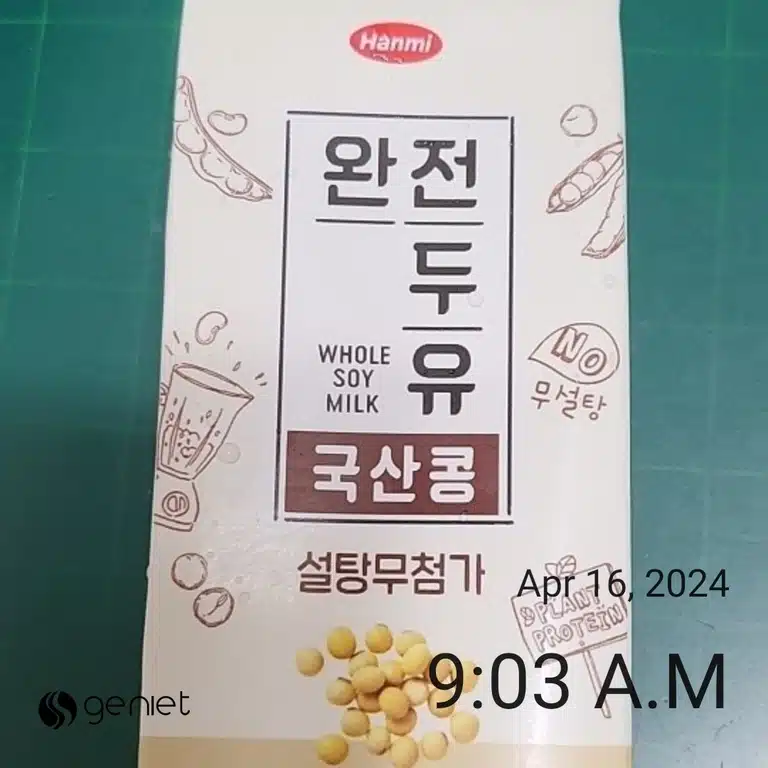 Hanmi
완전
두
유
WHOLE
SOY
MILK
국산콩
NO
무설탕
설탕무첨가
Apr 16, 2024
PLANT
PROTEIN
9:03 A.M
geniet